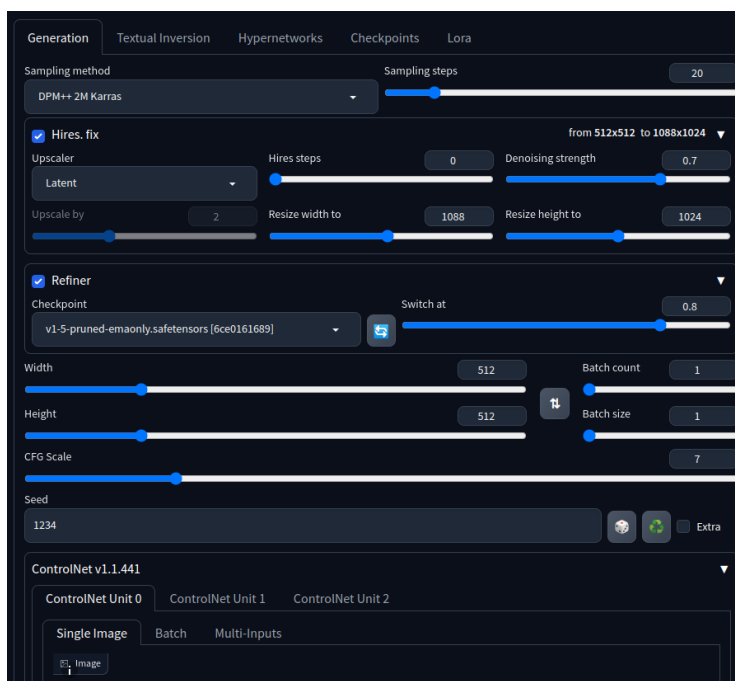 Generation Textual Inversion Hypernetworks Checkpoints Lora
Sampling method Sampling steps 20
DPM++ 2M Karras
Hires. fix from 512x512 to 1088x1024 ▼
Upscaler Hires steps 0 Denoising strength 0.7
Latent
Upscale by 2 Resize width to 1088 Resize height to 1024
Refiner ▼
Checkpoint Switch at 0.8
v1-5-pruned-emaonly.safetensors [6ce0161689]
Width 512 Batch count 1
Height 512 Batch size 1
CFG Scale 7
Seed
1234 Extra
ControlNet v1.1.441 ▼
ControlNet Unit 0 ControlNet Unit 1 ControlNet Unit 2
Single Image Batch Multi-Inputs
Image